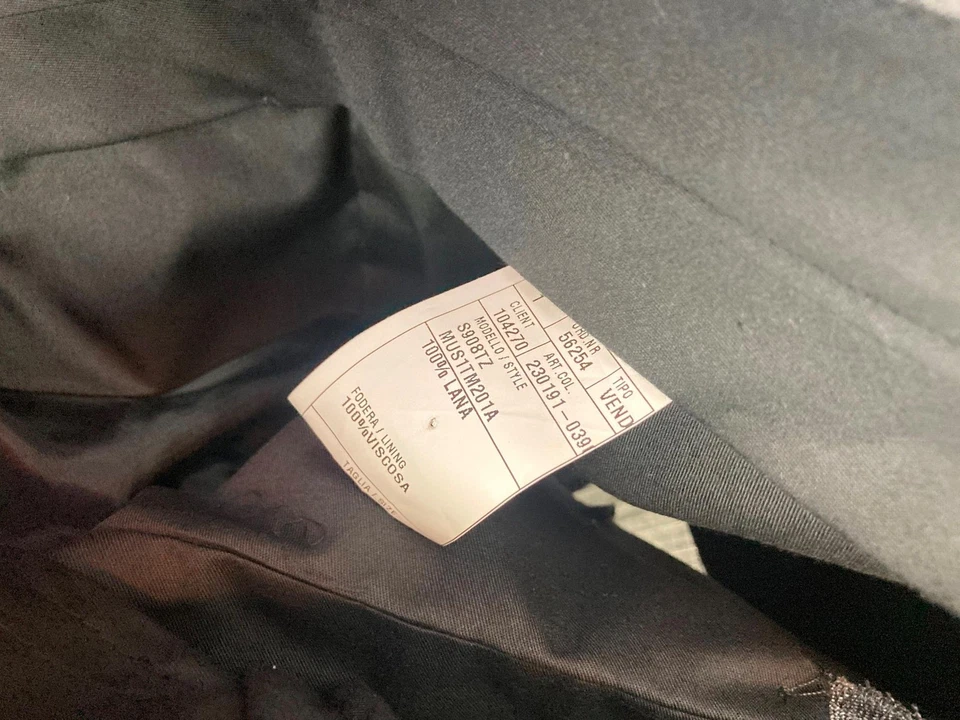 ORD.NR
56254
TIPO
VEND
CLIENT
104270
ART.COL.
230191-039
MODELLO / STYLE
S908TZ
MUS1TM201A
100% LANA
FODERA / LINING
100%VISCOSA
TAGLIA / SIZE